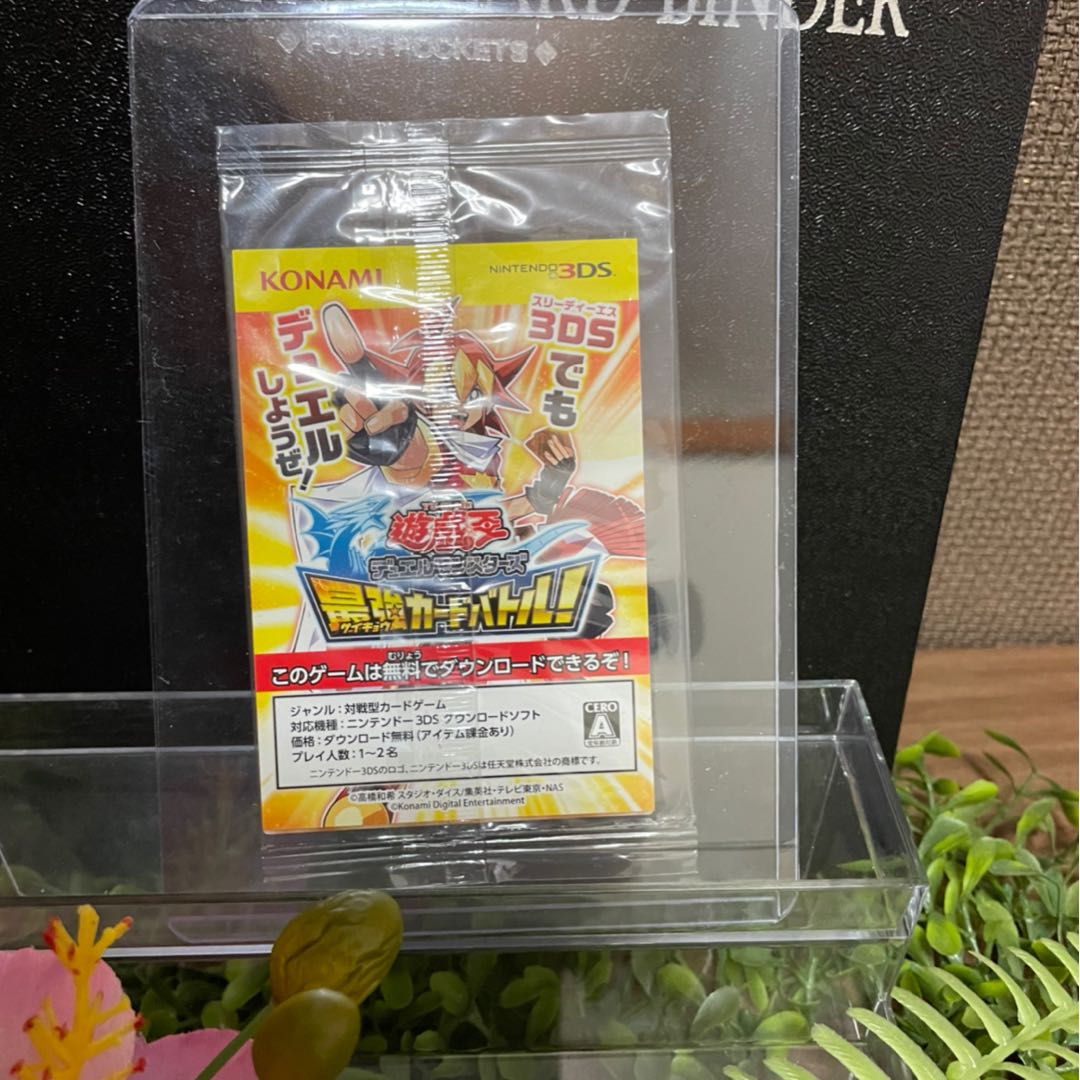 BINDER
◆ FOUR POCKETS ◆
KONAMI
NINTENDO3DS
スリーディーエス
3DSでも
デュエル
しようぜ!
遊戯王
デュエルモンスターズ
最強カードバトル!
サイキョウ
むりょう
このゲームは無料でダウンロードできるぞ!
ジャンル:対戦型カードゲーム
対応機種:ニンテンドー3DS ダウンロードソフト
価格:ダウンロード無料(アイテム課金あり)
プレイ人数:1〜2名
CERO
A
全年齢対象
ニンテンドー3DSのロゴ、ニンテンドー3DSは任天堂株式会社の商標です。
©高橋和希 スタジオ・ダイス/集英社・テレビ東京・NAS
©Konami Digital Entertainment